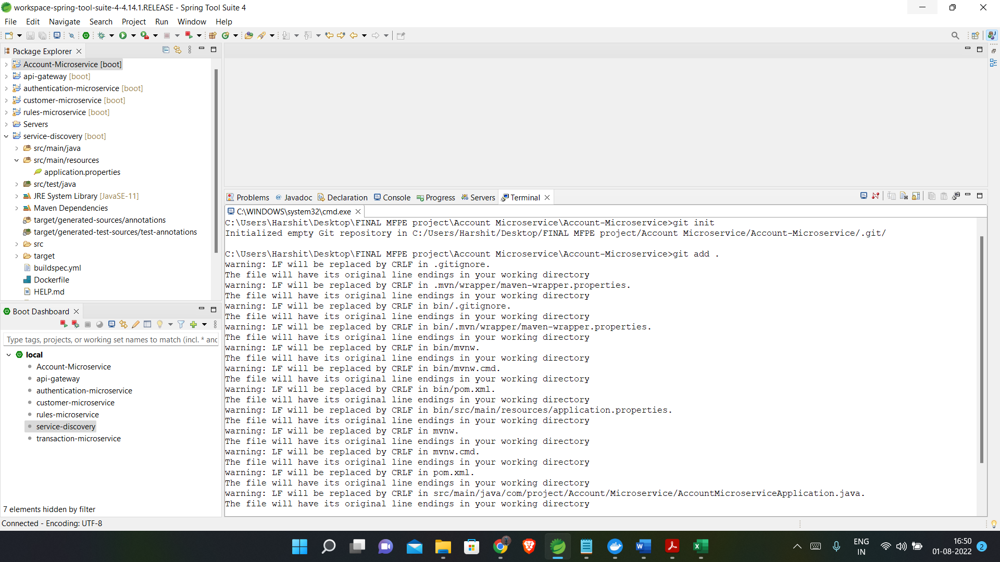 workspace-spring-tool-suite-4-4.14.1.RELEASE - Spring Tool Suite 4
File Edit Navigate Search Project Run Window Help
Package Explorer
Account-Microservice [boot]
api-gateway [boot]
authentication-microservice [boot]
customer-microservice [boot]
rules-microservice [boot]
Servers
service-discovery [boot]
src/main/java
src/main/resources
application.properties
src/test/java
JRE System Library [JavaSE-11]
Maven Dependencies
target/generated-sources/annotations
target/generated-test-sources/test-annotations
src
target
buildspec.yml
Dockerfile
HELP.md
Boot Dashboard
Type tags, projects, or working set names to match (incl. * and
local
Account-Microservice
api-gateway
authentication-microservice
customer-microservice
rules-microservice
service-discovery
transaction-microservice
7 elements hidden by filter
Problems Javadoc Declaration Console Progress Servers Terminal
C:\WINDOWS\system32\cmd.exe
C:\Users\Harshit\Desktop\FINAL MFPE project\Account Microservice\Account-Microservice>git init
Initialized empty Git repository in C:/Users/Harshit/Desktop/FINAL MFPE project/Account Microservice/Account-Microservice/.git/
C:\Users\Harshit\Desktop\FINAL MFPE project\Account Microservice\Account-Microservice>git add .
warning: LF will be replaced by CRLF in .gitignore.
The file will have its original line endings in your working directory
warning: LF will be replaced by CRLF in .mvn/wrapper/maven-wrapper.properties.
The file will have its original line endings in your working directory
warning: LF will be replaced by CRLF in bin/.gitignore.
The file will have its original line endings in your working directory
warning: LF will be replaced by CRLF in bin/.mvn/wrapper/maven-wrapper.properties.
The file will have its original line endings in your working directory
warning: LF will be replaced by CRLF in bin/mvnw.
The file will have its original line endings in your working directory
warning: LF will be replaced by CRLF in bin/mvnw.cmd.
The file will have its original line endings in your working directory
warning: LF will be replaced by CRLF in bin/pom.xml.
The file will have its original line endings in your working directory
warning: LF will be replaced by CRLF in bin/src/main/resources/application.properties.
The file will have its original line endings in your working directory
warning: LF will be replaced by CRLF in mvnw.
The file will have its original line endings in your working directory
warning: LF will be replaced by CRLF in mvnw.cmd.
The file will have its original line endings in your working directory
warning: LF will be replaced by CRLF in pom.xml.
The file will have its original line endings in your working directory
warning: LF will be replaced by CRLF in src/main/java/com/project/Account/Microservice/AccountMicroserviceApplication.java.
The file will have its original line endings in your working directory
Connected - Encoding: UTF-8
ENG
IN
16:50
01-08-2022
2